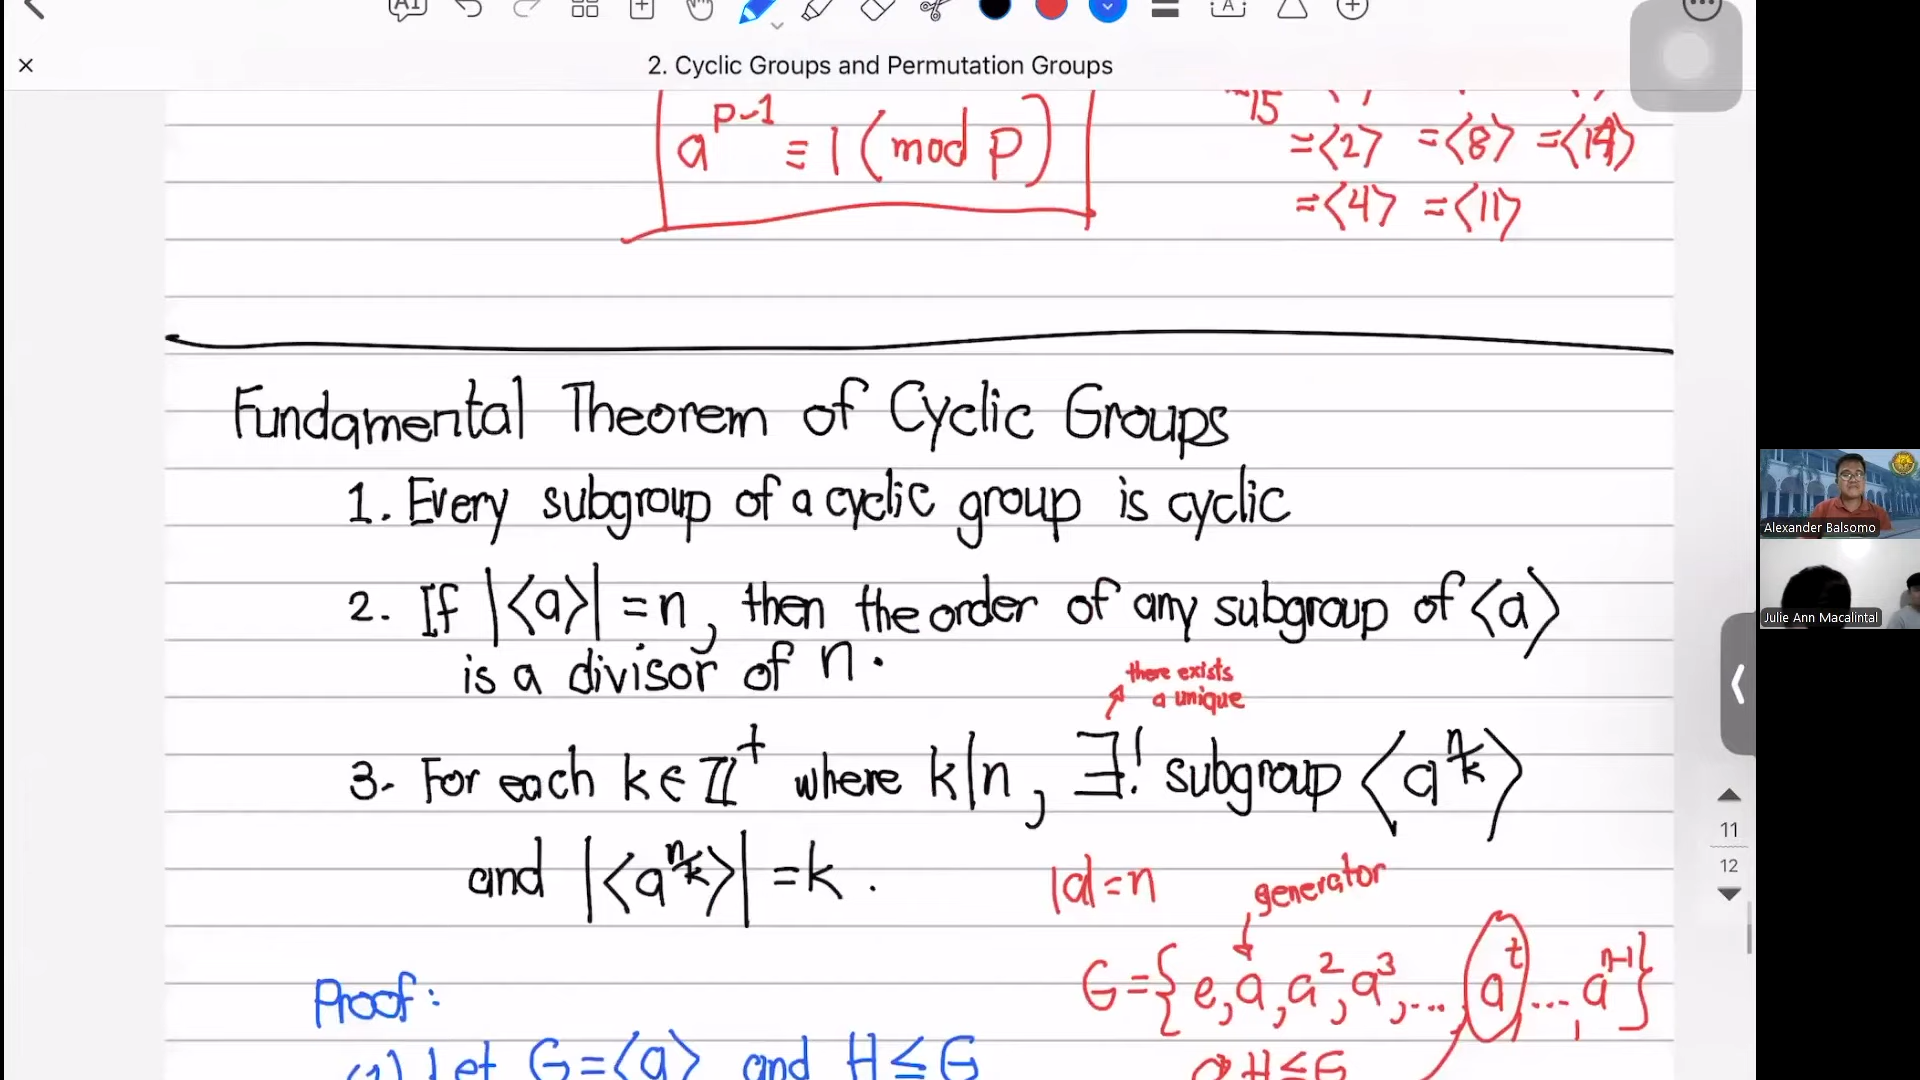 2. Cyclic Groups and Permutation Groups
a^{p-1} ≡ 1 (mod p)
15
=⟨2⟩ =⟨8⟩ =⟨14⟩
=⟨4⟩ =⟨11⟩
Fundamental Theorem of Cyclic Groups
1. Every subgroup of a cyclic group is cyclic
2. If |⟨a⟩| = n, then the order of any subgroup of ⟨a⟩
is a divisor of n.
there exists
a unique
3. For each k ∈ ℤ⁺ where k|n, ∃! subgroup ⟨a^{n/k}⟩
and |⟨a^{n/k}⟩| = k.
|a| = n
generator
G = {e, a, a², a³, ..., a^t, ..., a^{n-1}}
Proof:
(1) Let G = ⟨a⟩ and H ≤ G
H ≤ G
11
12
Alexander Balsomo
Julie Ann Macalintal